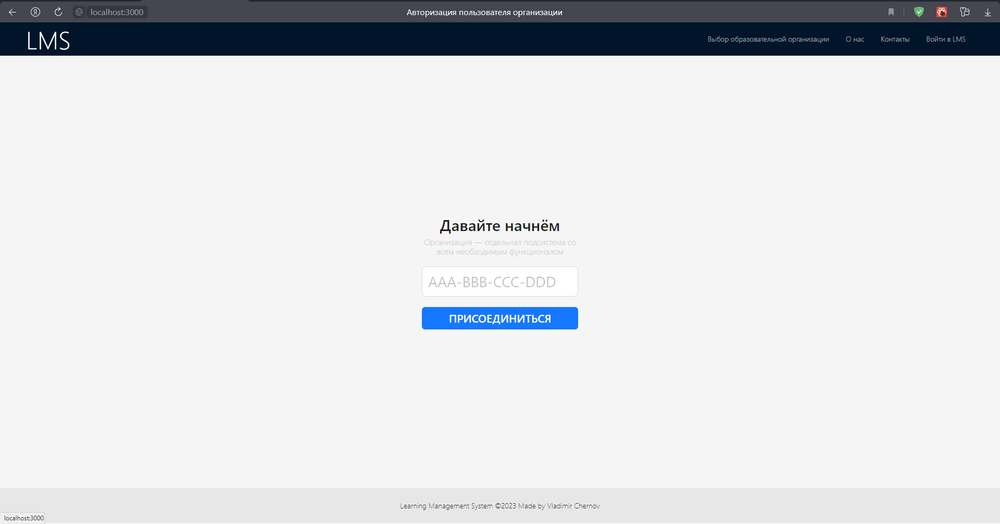 localhost:3000
Авторизация пользователя организации
LMS
Выбор образовательной организации
О нас
Контакты
Войти в LMS
Давайте начнём
Организация — отдельная подсистема со
всем необходимым функционалом
AAA-BBB-CCC-DDD
ПРИСОЕДИНИТЬСЯ
Learning Management System ©2023 Made by Vladimir Chernov
localhost:3000